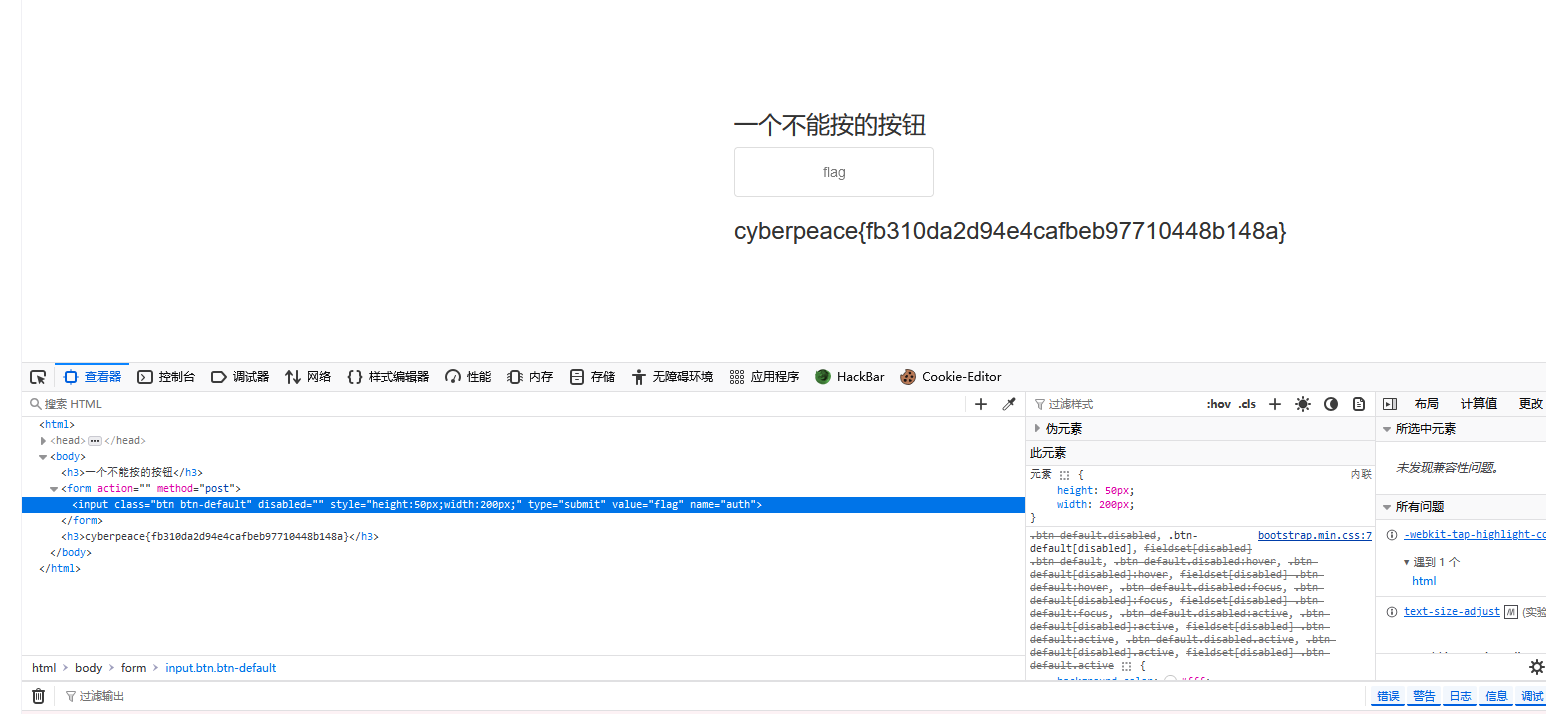 一个不能按的按钮
flag
cyberpeace{fb310da2d94e4cafbeb97710448b148a}
查看器 控制台 调试器 网络 {} 样式编辑器 性能 内存 存储 无障碍环境 应用程序 HackBar Cookie-Editor
搜索 HTML
<html>
<head> ••• </head>
<body>
<h3>一个不能按的按钮</h3>
<form action="" method="post">
<input class="btn btn-default" disabled="" style="height:50px;width:200px;" type="submit" value="flag" name="auth">
</form>
<h3>cyberpeace{fb310da2d94e4cafbeb97710448b148a}</h3>
</body>
</html>
html > body > form > input.btn.btn-default
过滤输出
过滤样式 :hov .cls +
伪元素
此元素
元素 { 内联
height: 50px;
width: 200px;
}
.btn-default.disabled, .btn- bootstrap.min.css:7
default[disabled], fieldset[disabled]
.btn-default, .btn-default.disabled:hover, .btn-
default[disabled]:hover, fieldset[disabled] .btn-
default:hover, .btn-default.disabled:focus, .btn-
default[disabled]:focus, fieldset[disabled] .btn-
default:focus, .btn-default.disabled:active, .btn-
default[disabled]:active, fieldset[disabled] .btn-
default:active, .btn-default.disabled.active, .btn-
default[disabled].active, fieldset[disabled] .btn-
default.active {
background-color: #fff;
布局 计算值 更改
所选中元素
未发现兼容性问题。
所有问题
-webkit-tap-highlight-co
遇到 1 个
html
text-size-adjust (实验
错误 警告 日志 信息 调试